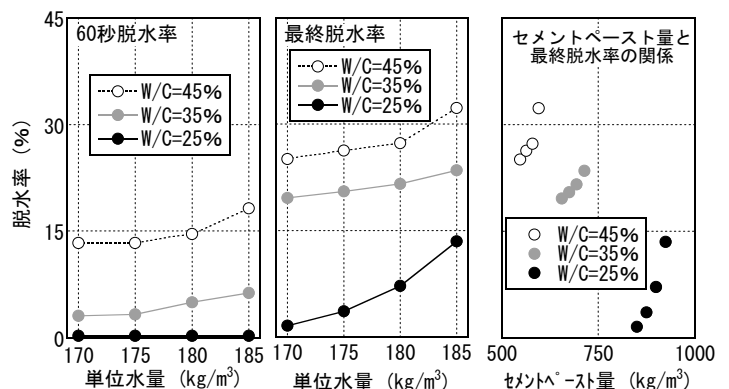 60秒脱水率
W/C=45%
W/C=35%
W/C=25%
45
30
15
0
脱水率 (%)
170 175 180 185
単位水量 (kg/m³)
最終脱水率
W/C=45%
W/C=35%
W/C=25%
170 175 180 185
単位水量 (kg/m³)
セメントペースト量と
最終脱水率の関係
W/C=45%
W/C=35%
W/C=25%
500 750 1000
ｾﾒﾝﾄﾍﾟｰｽﾄ量 (kg/m³)